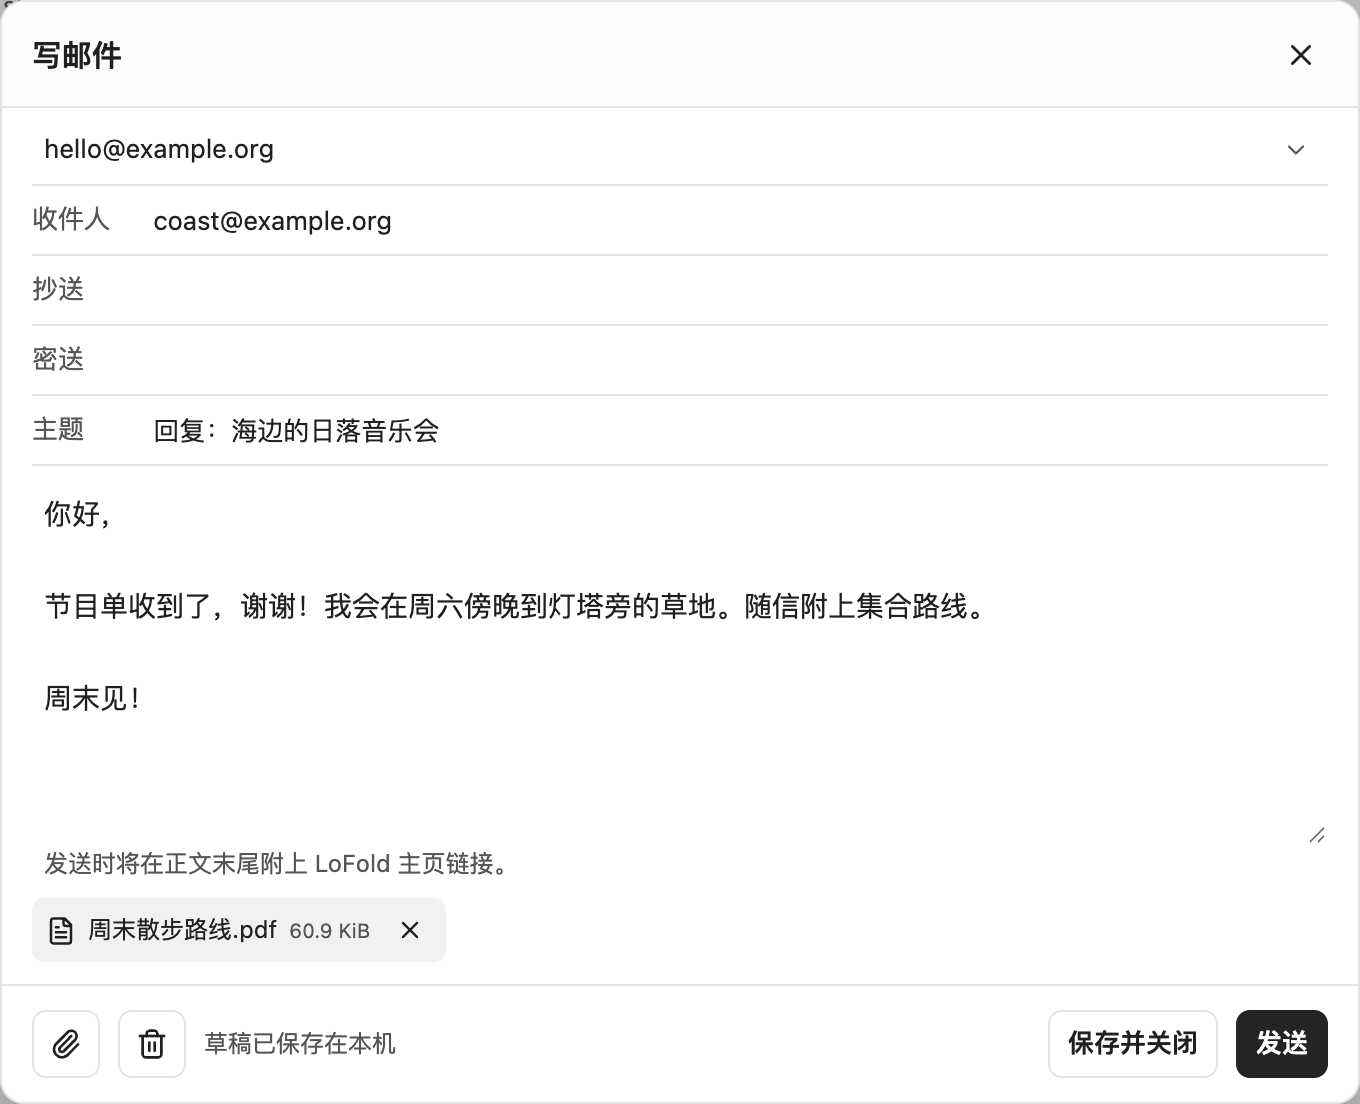 写邮件
hello@example.org
收件人 coast@example.org
抄送
密送
主题 回复：海边的日落音乐会
你好，
节目单收到了，谢谢！我会在周六傍晚到灯塔旁的草地。随信附上集合路线。
周末见！
发送时将在正文末尾附上 LoFold 主页链接。
周末散步路线.pdf 60.9 KiB
草稿已保存在本机 保存并关闭 发送